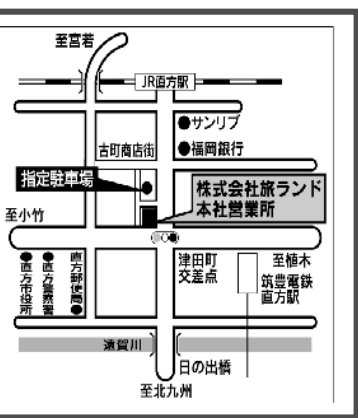 至宮若
JR直方駅
●サンリブ
古町商店街
●福岡銀行
指定駐車場
株式会社旅ランド
本社営業所
至小竹
津田町
交差点
至植木
筑豊電鉄
直方駅
●直方市役所
●直方警察署
直方郵便局●
遠賀川
日の出橋
至北九州